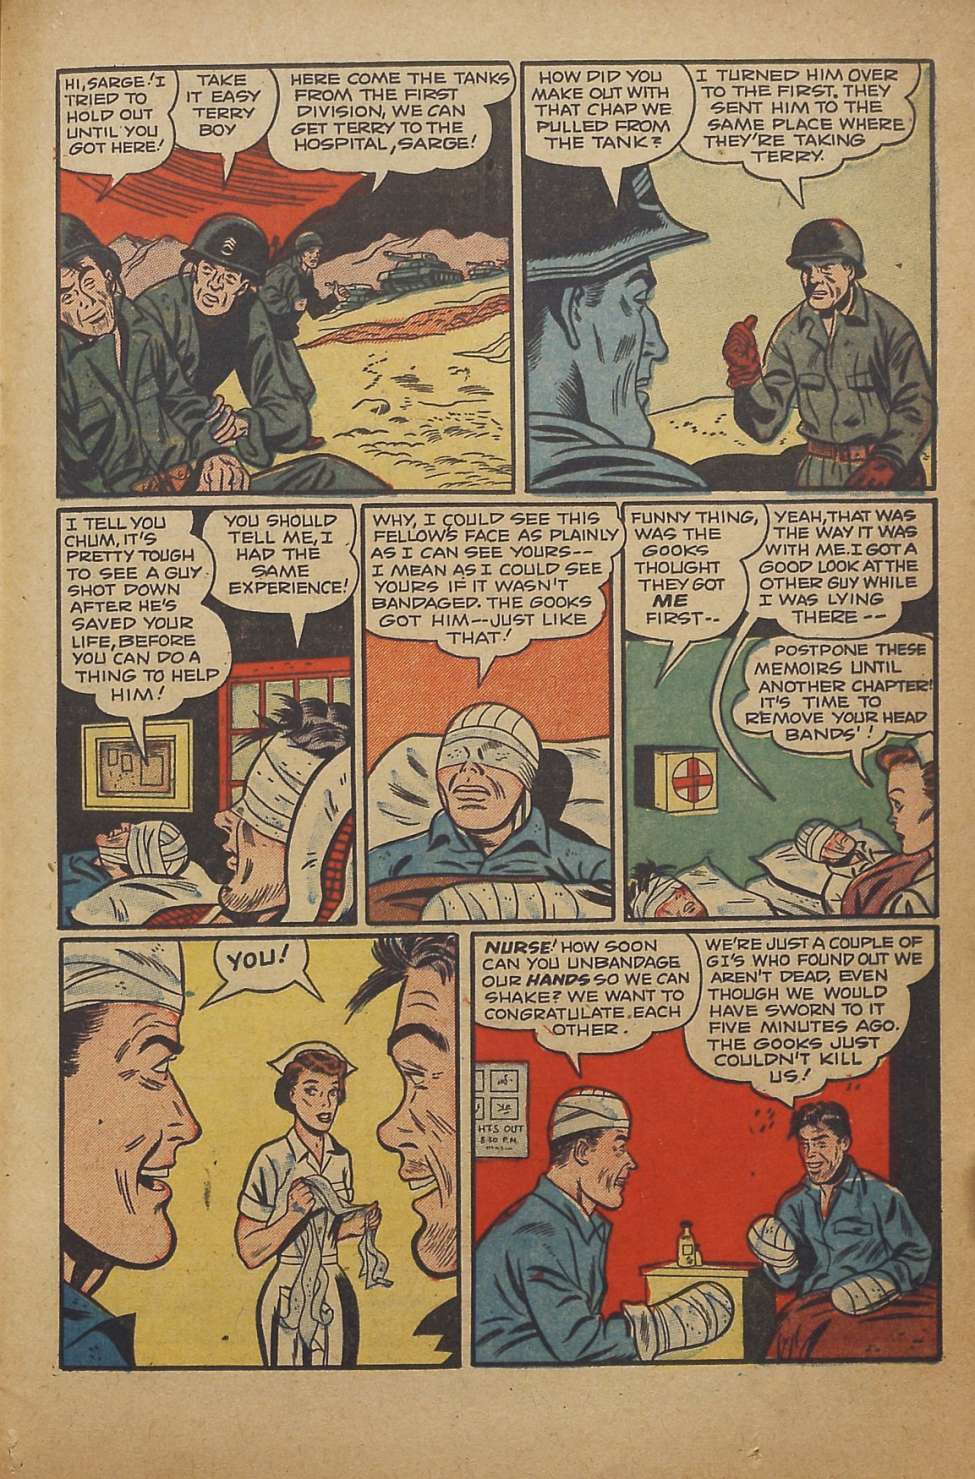 HI, SARGE! I
TRIED TO
HOLD OUT
UNTIL YOU
GOT HERE!
TAKE
IT EASY
TERRY
BOY
HERE COME THE TANKS
FROM THE FIRST
DIVISION, WE CAN
GET TERRY TO THE
HOSPITAL, SARGE!
HOW DID YOU
MAKE OUT WITH
THAT CHAP WE
PULLED FROM
THE TANK?
I TURNED HIM OVER
TO THE FIRST. THEY
SENT HIM TO THE
SAME PLACE WHERE
THEY'RE TAKING
TERRY.
I TELL YOU
CHUM, IT'S
PRETTY TOUGH
TO SEE A GUY
SHOT DOWN
AFTER HE'S
SAVED YOUR
LIFE, BEFORE
YOU CAN DO A
THING TO HELP
HIM!
YOU SHOULD
TELL ME, I
HAD THE
SAME
EXPERIENCE!
WHY, I COULD SEE THIS
FELLOW'S FACE AS PLAINLY
AS I CAN SEE YOURS--
I MEAN AS I COULD SEE
YOURS IF IT WASN'T
BANDAGED. THE GOOKS
GOT HIM--JUST LIKE
THAT!
FUNNY THING,
WAS THE
GOOKS
THOUGHT
THEY GOT
ME
FIRST--
YEAH, THAT WAS
THE WAY IT WAS
WITH ME. I GOT A
GOOD LOOK AT THE
OTHER GUY WHILE
I WAS LYING
THERE--
POSTPONE THESE
MEMOIRS UNTIL
ANOTHER CHAPTER!
IT'S TIME TO
REMOVE YOUR HEAD
BANDS'!
YOU!
NURSE! HOW SOON
CAN YOU UNBANDAGE
OUR HANDS SO WE CAN
SHAKE? WE WANT TO
CONGRATULATE EACH
OTHER.
WE'RE JUST A COUPLE OF
GI'S WHO FOUND OUT WE
AREN'T DEAD, EVEN
THOUGH WE WOULD
HAVE SWORN TO IT
FIVE MINUTES AGO.
THE GOOKS JUST
COULDN'T KILL
US!
HTS OUT
8:30 P.M.